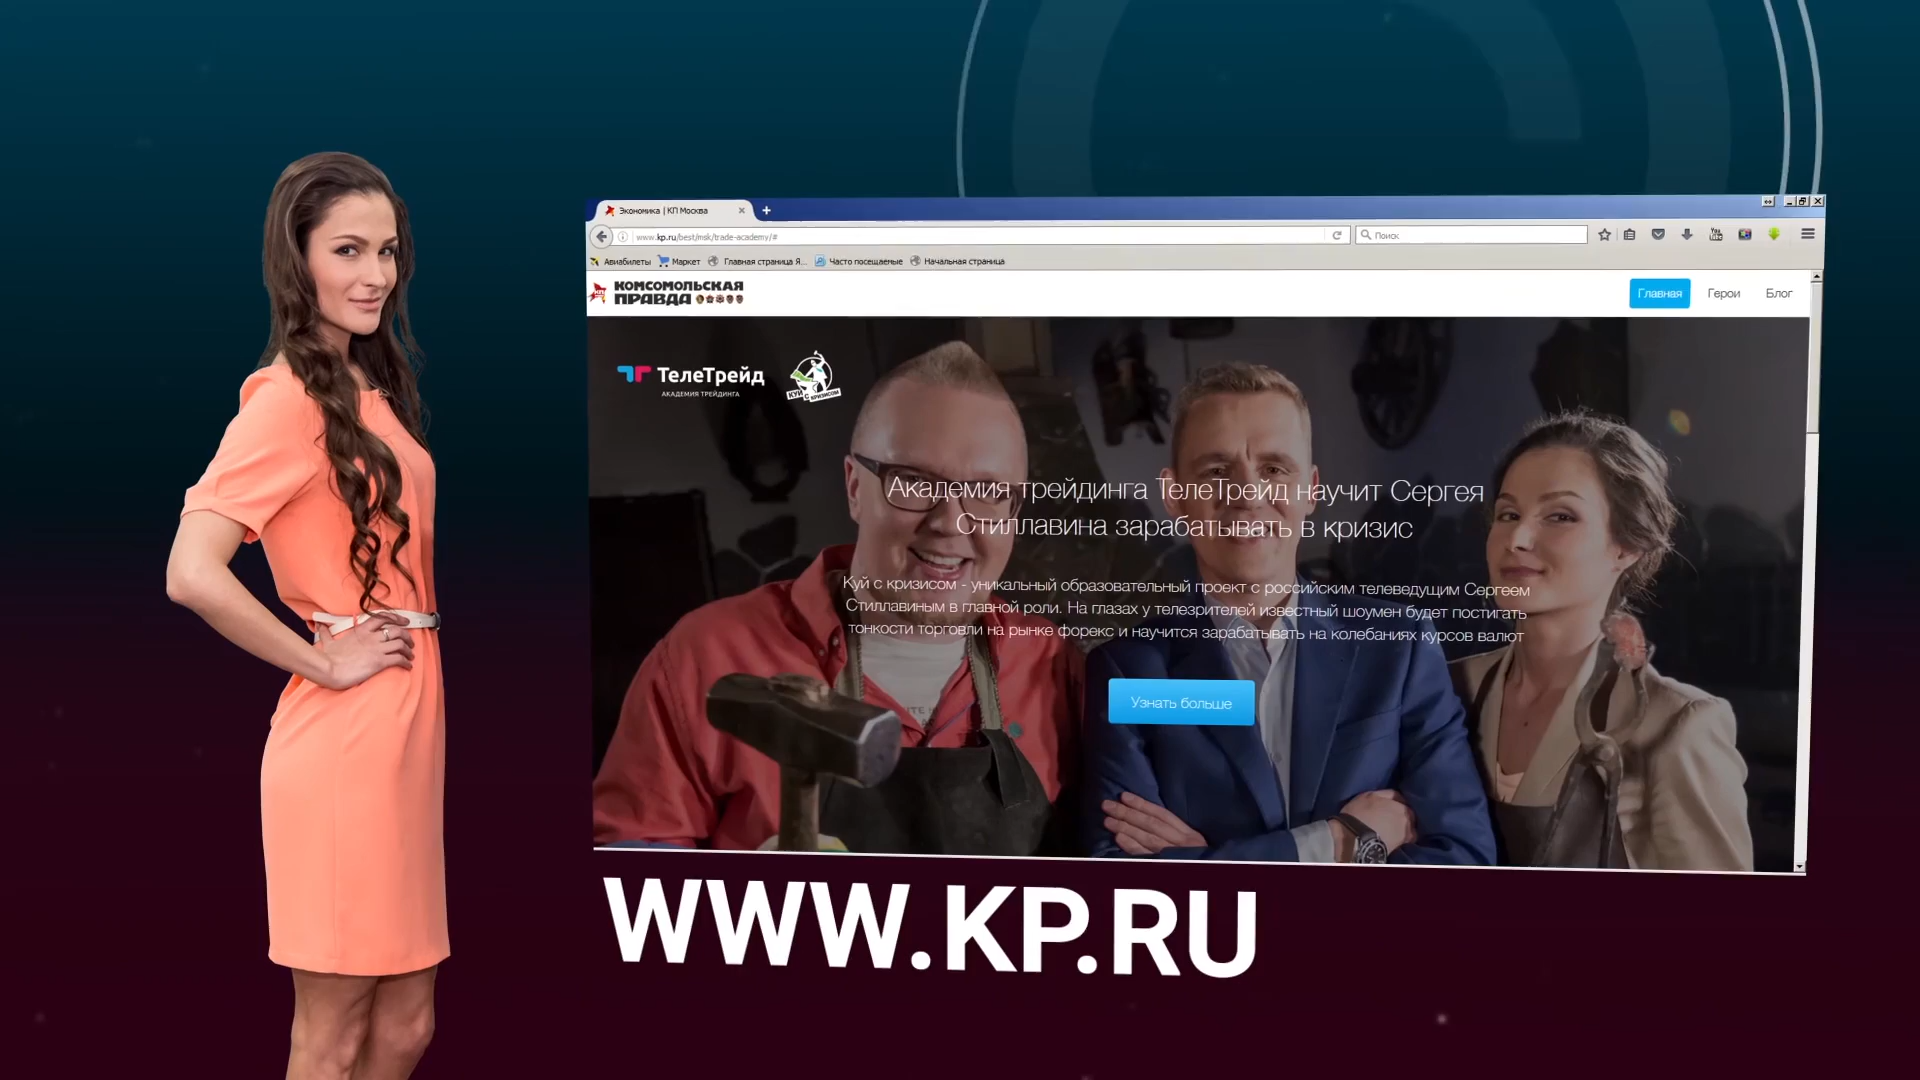 Экономика | КП Москва
www.kp.ru/best/msk/trade-academy/#
Поиск
Авиабилеты
Маркет
Главная страница Я...
Часто посещаемые
Начальная страница
КОМСОМОЛЬСКАЯ
ПРАВДА
Главная
Герои
Блог
ТелеТрейд
АКАДЕМИЯ ТРЕЙДИНГА
КУЙ С КРИЗИСОМ
Академия трейдинга ТелеТрейд научит Сергея
Стиллавина зарабатывать в кризис
Куй с кризисом - уникальный образовательный проект с российским телеведущим Сергеем
Стиллавиным в главной роли. На глазах у телезрителей известный шоумен будет постигать
тонкости торговли на рынке форекс и научится зарабатывать на колебаниях курсов валют
Узнать больше
WWW.KP.RU